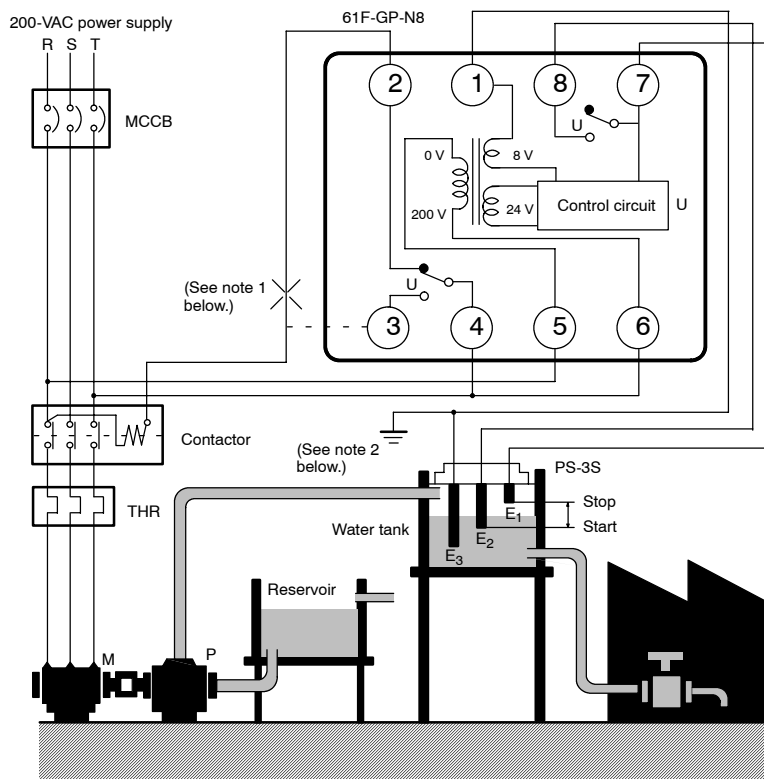 200-VAC power supply
R S T
61F-GP-N8
MCCB
2 1 8 7
U
0 V 8 V
200 V 24 V
Control circuit U
(See note 1
below.)
U
3 4 5 6
Contactor
(See note 2
below.)
PS-3S
THR
Water tank
E1
Stop
E2
Start
E3
Reservoir
M P